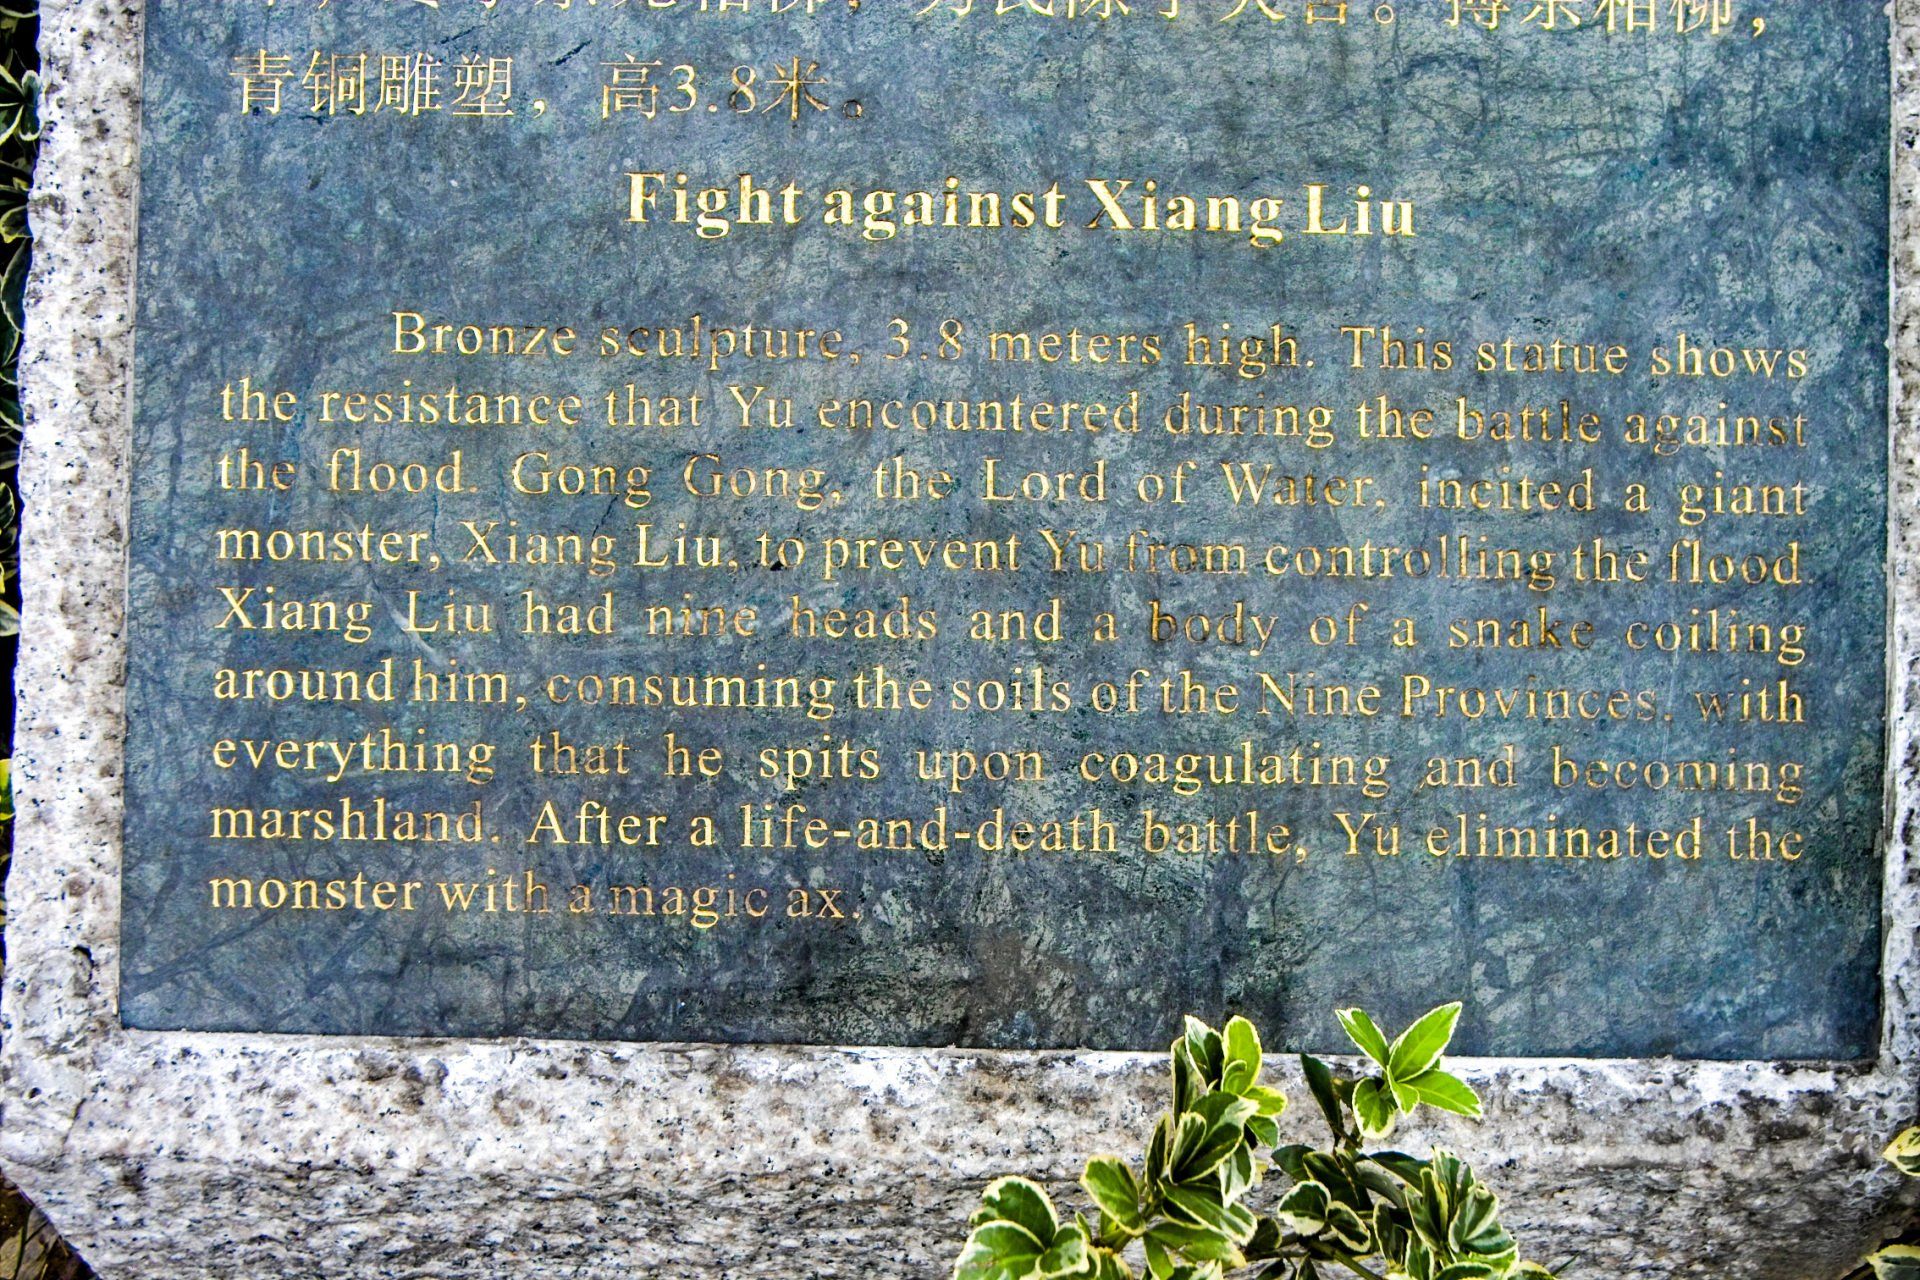 青铜雕塑，高3.8米。
Fight against Xiang Liu
Bronze sculpture, 3.8 meters high. This statue shows
the resistance that Yu encountered during the battle against
the flood. Gong Gong, the Lord of Water, incited a giant
monster, Xiang Liu, to prevent Yu from controlling the flood.
Xiang Liu had nine heads and a body of a snake coiling
around him, consuming the soils of the Nine Provinces, with
everything that he spits upon coagulating and becoming
marshland. After a life-and-death battle, Yu eliminated the
monster with a magic ax.